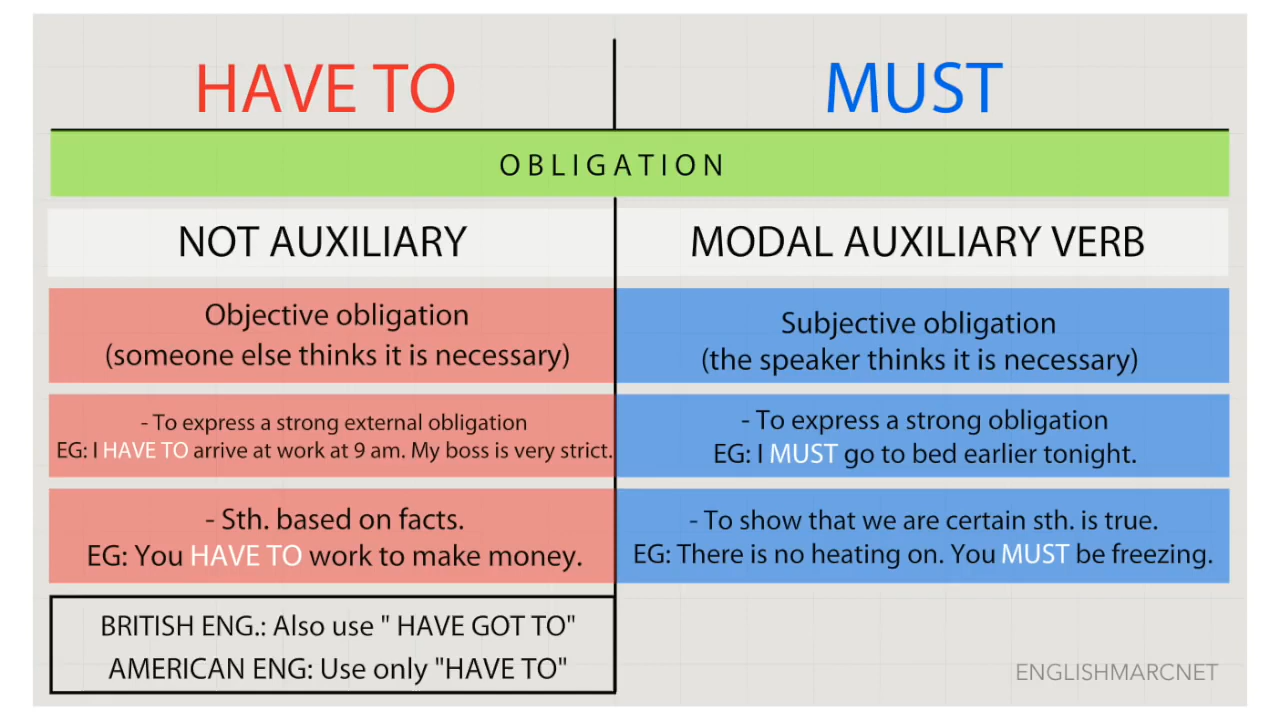 HAVE TO
MUST
OBLIGATION
NOT AUXILIARY
MODAL AUXILIARY VERB
Objective obligation
(someone else thinks it is necessary)
Subjective obligation
(the speaker thinks it is necessary)
- To express a strong external obligation
EG: I HAVE TO arrive at work at 9 am. My boss is very strict.
- To express a strong obligation
EG: I MUST go to bed earlier tonight.
- Sth. based on facts.
EG: You HAVE TO work to make money.
- To show that we are certain sth. is true.
EG: There is no heating on. You MUST be freezing.
BRITISH ENG.: Also use " HAVE GOT TO"
AMERICAN ENG: Use only "HAVE TO"
ENGLISHMARCNET